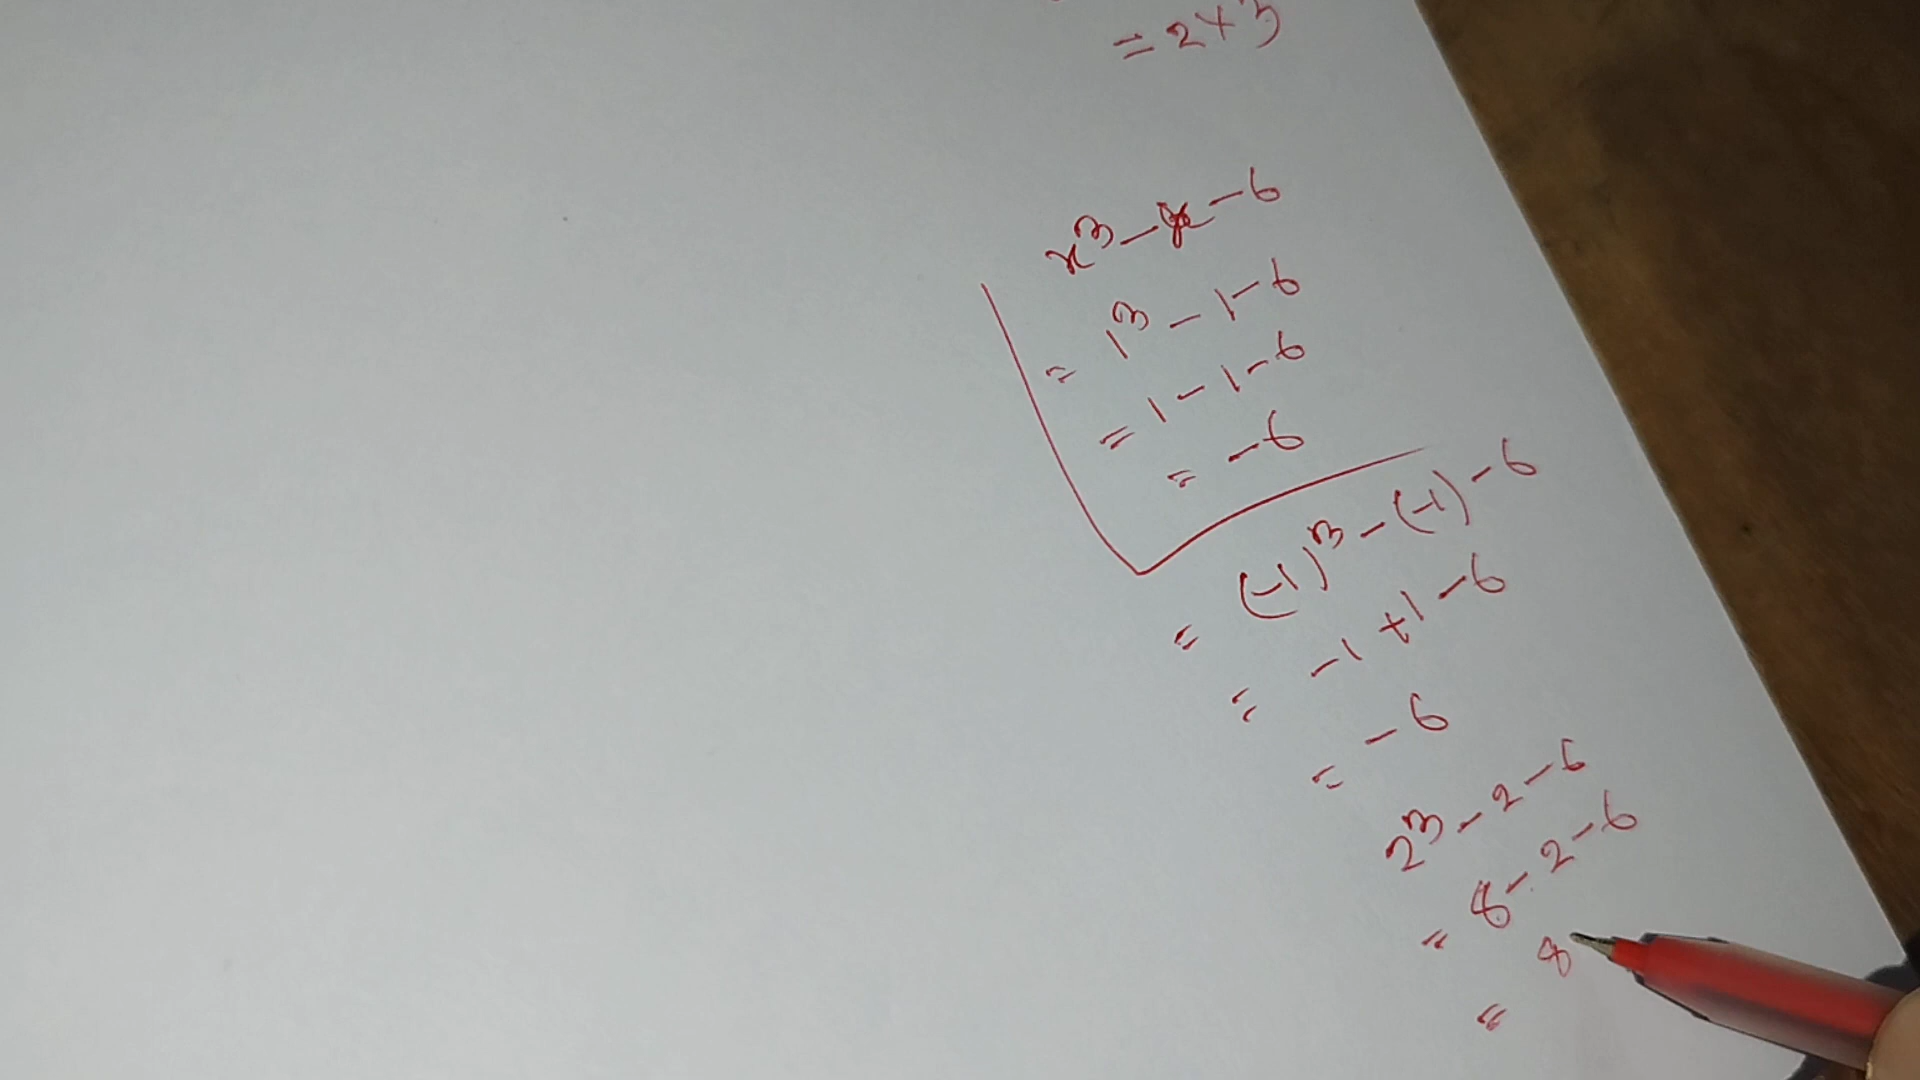 = 2 × 3
x³ - x - 6
= 1³ - 1 - 6
= 1 - 1 - 6
= - 6
= (-1)³ - (-1) - 6
= -1 + 1 - 6
= - 6
2³ - 2 - 6
= 8 - 2 - 6
= 8